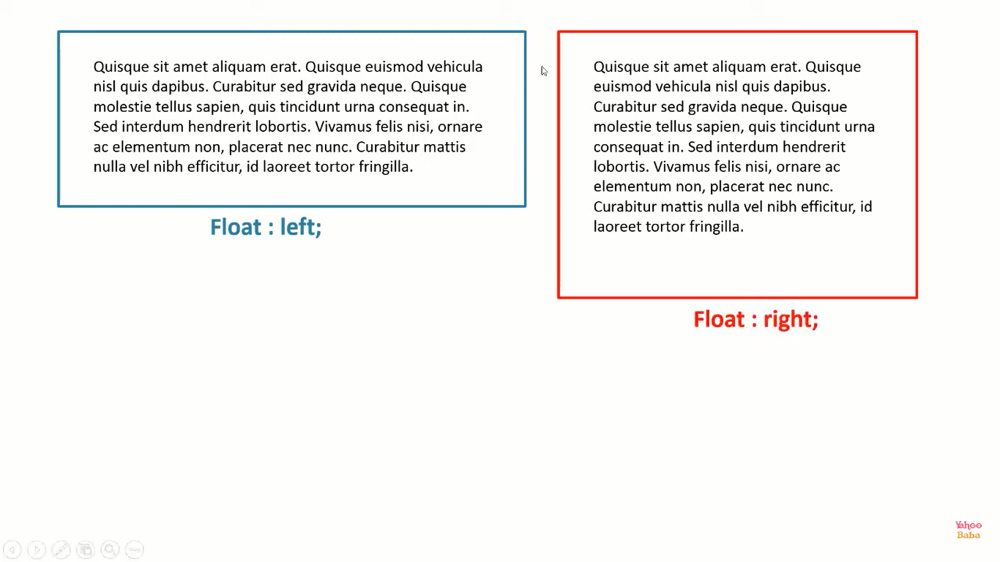 Quisque sit amet aliquam erat. Quisque euismod vehicula
nisl quis dapibus. Curabitur sed gravida neque. Quisque
molestie tellus sapien, quis tincidunt urna consequat in.
Sed interdum hendrerit lobortis. Vivamus felis nisi, ornare
ac elementum non, placerat nec nunc. Curabitur mattis
nulla vel nibh efficitur, id laoreet tortor fringilla.
Float : left;
Quisque sit amet aliquam erat. Quisque
euismod vehicula nisl quis dapibus.
Curabitur sed gravida neque. Quisque
molestie tellus sapien, quis tincidunt urna
consequat in. Sed interdum hendrerit
lobortis. Vivamus felis nisi, ornare ac
elementum non, placerat nec nunc.
Curabitur mattis nulla vel nibh efficitur, id
laoreet tortor fringilla.
Float : right;
Yahoo
Baba